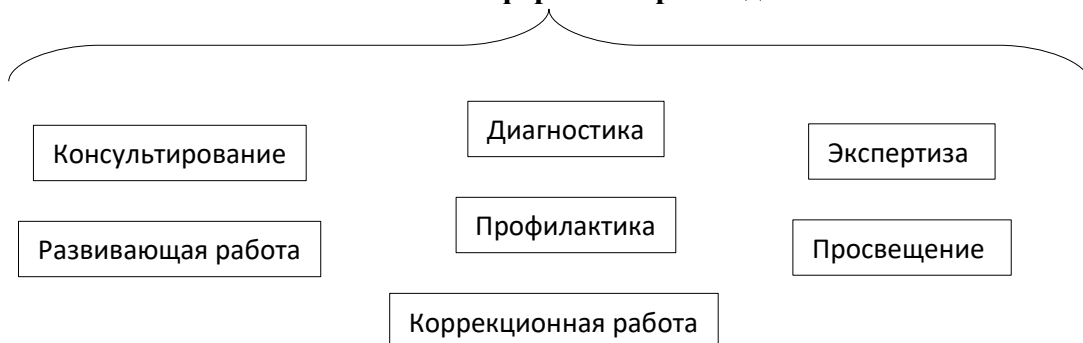 Диагностика
Консультирование
Экспертиза
Профилактика
Развивающая работа
Просвещение
Коррекционная работа